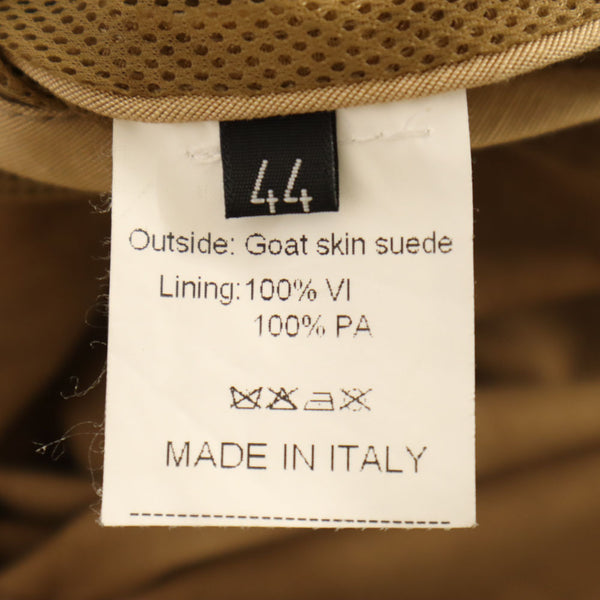 44
Outside: Goat skin suede
Lining:100% VI
100% PA
MADE IN ITALY